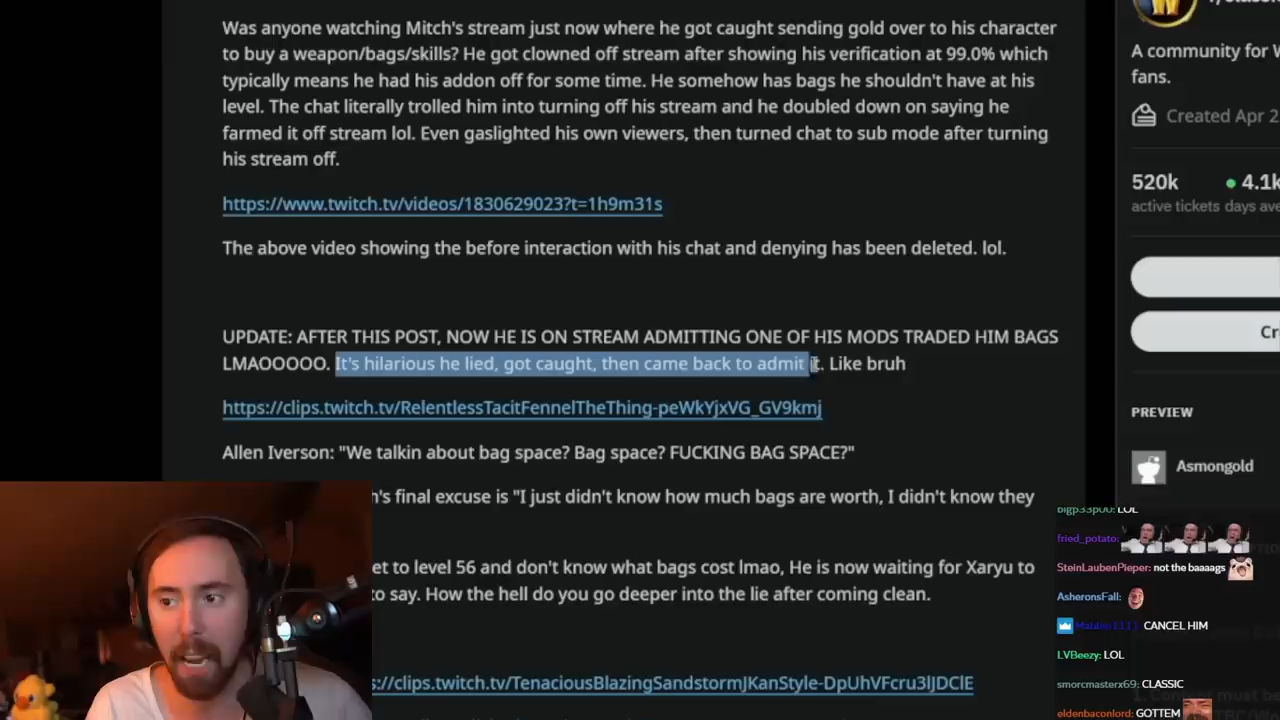 Was anyone watching Mitch's stream just now where he got caught sending gold over to his character
to buy a weapon/bags/skills? He got clowned off stream after showing his verification at 99.0% which
typically means he had his addon off for some time. He somehow has bags he shouldn't have at his
level. The chat literally trolled him into turning off his stream and he doubled down on saying he
farmed it off stream lol. Even gaslighted his own viewers, then turned chat to sub mode after turning
his stream off.
https://www.twitch.tv/videos/1830629023?t=1h9m31s
The above video showing the before interaction with his chat and denying has been deleted. lol.
UPDATE: AFTER THIS POST, NOW HE IS ON STREAM ADMITTING ONE OF HIS MODS TRADED HIM BAGS
LMAOOOOO. It's hilarious he lied, got caught, then came back to admit it. Like bruh
https://clips.twitch.tv/RelentlessTacitFennelTheThing-peWkYjxVG_GV9kmj
Allen Iverson: "We talkin about bag space? Bag space? FUCKING BAG SPACE?"
h's final excuse is "I just didn't know how much bags are worth, I didn't know they
et to level 56 and don't know what bags cost lmao, He is now waiting for Xaryu to
to say. How the hell do you go deeper into the lie after coming clean.
s://clips.twitch.tv/TenaciousBlazingSandstormJKanStyle-DpUhVFcru3lJDClE
A community for W
fans.
Created Apr 2
520k 4.1k
active tickets days ave
Cr
PREVIEW
Asmongold
bigp33p00: LOL
fried_potato:
SteinLaubenPieper: not the baaaags
AsheronsFall:
CANCEL HIM
LVBeezy: LOL
smorcmasterx69: CLASSIC
eldenbaconlord: GOTTEM